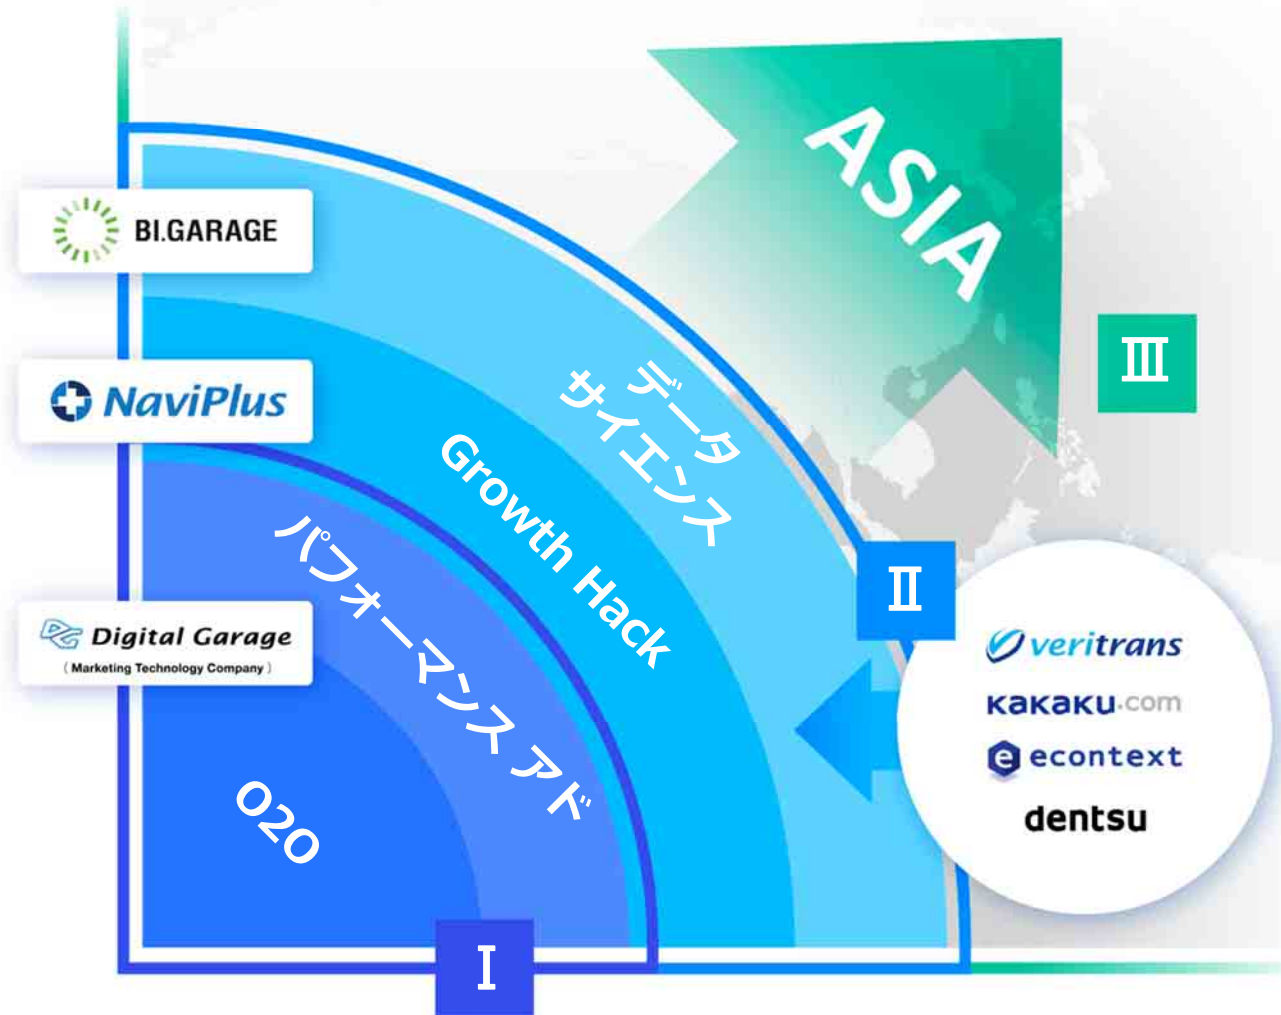 ASIA
BI.GARAGE
Ⅲ
NaviPlus
データ
サイエンス
Growth Hack
パフォーマンス アド
Ⅱ
Digital Garage
( Marketing Technology Company )
veritrans
кaкaкu.com
econtext
dentsu
O2O
Ⅰ